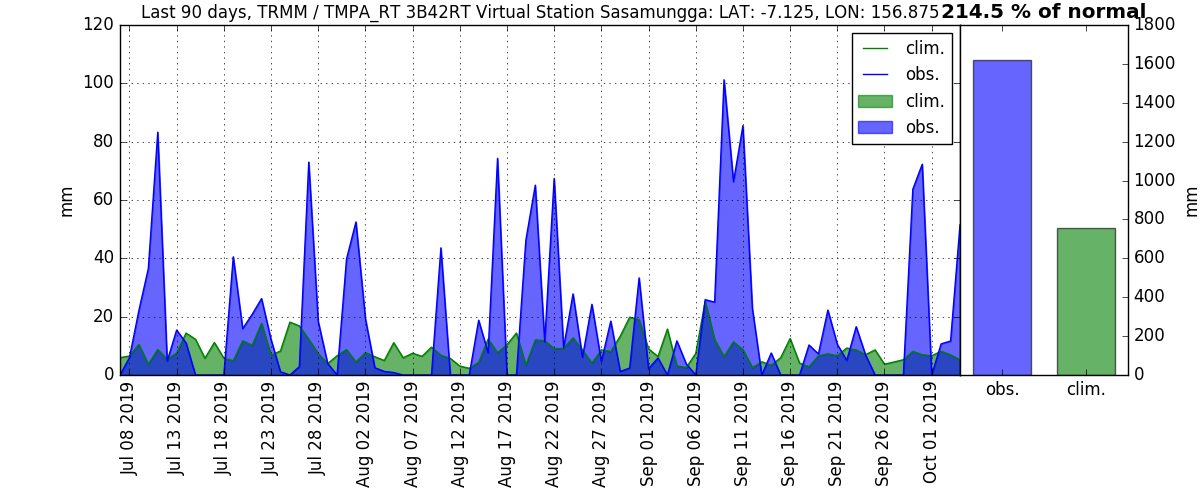 Last 90 days, TRMM / TMPA_RT 3B42RT Virtual Station Sasamungga: LAT: -7.125, LON: 156.875 214.5 % of normal
120
100
80
60
40
20
0
mm
clim.
obs.
clim.
obs.
1800
1600
1400
1200
1000
800
600
400
200
0
mm
Jul 08 2019
Jul 13 2019
Jul 18 2019
Jul 23 2019
Jul 28 2019
Aug 02 2019
Aug 07 2019
Aug 12 2019
Aug 17 2019
Aug 22 2019
Aug 27 2019
Sep 01 2019
Sep 06 2019
Sep 11 2019
Sep 16 2019
Sep 21 2019
Sep 26 2019
Oct 01 2019
obs.
clim.